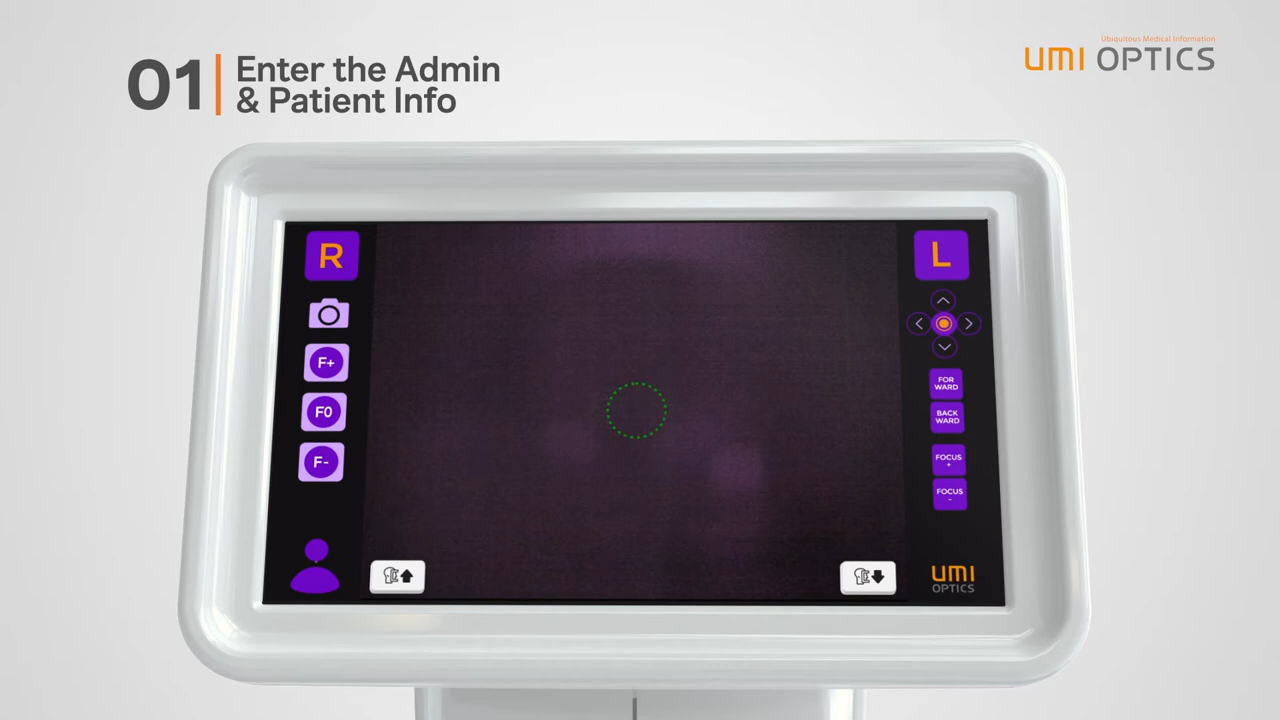 01
Enter the Admin
& Patient Info
Ubiquitous Medical Information
UMI OPTICS
R
L
F+
F0
F-
FOR
WARD
BACK
WARD
FOCUS
+
FOCUS
-
UMI
OPTICS